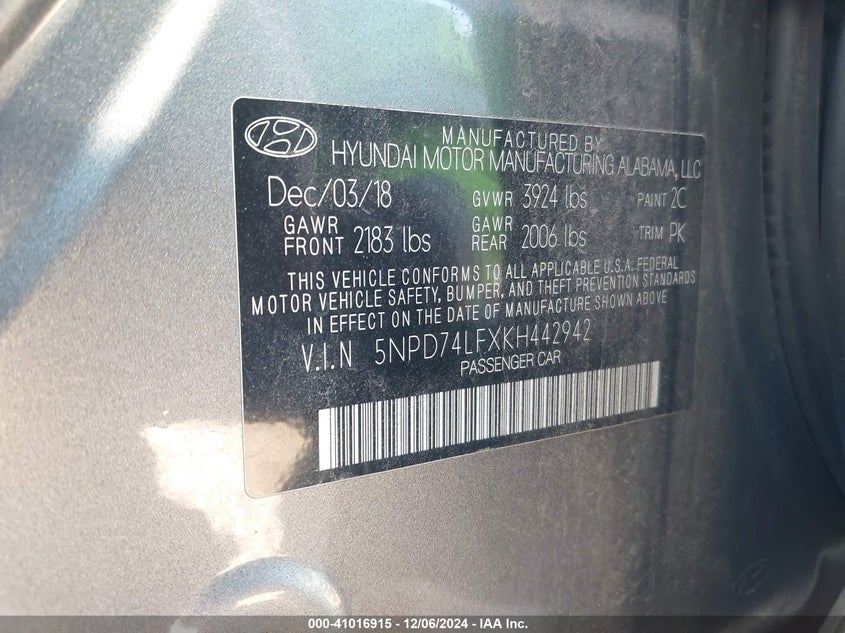 MANUFACTURED BY
HYUNDAI MOTOR MANUFACTURING ALABAMA, LLC
Dec/03/18 GVWR 3924 lbs PAINT 2C
GAWR FRONT 2183 lbs GAWR REAR 2006 lbs TRIM PK
THIS VEHICLE CONFORMS TO ALL APPLICABLE U.S.A. FEDERAL
MOTOR VEHICLE SAFETY, BUMPER, AND THEFT PREVENTION STANDARDS
IN EFFECT ON THE DATE OF MANUFACTURE SHOWN ABOVE
V.I.N 5NPD74LFXKH442942
PASSENGER CAR
000-41016915 - 12/06/2024 - IAA Inc.